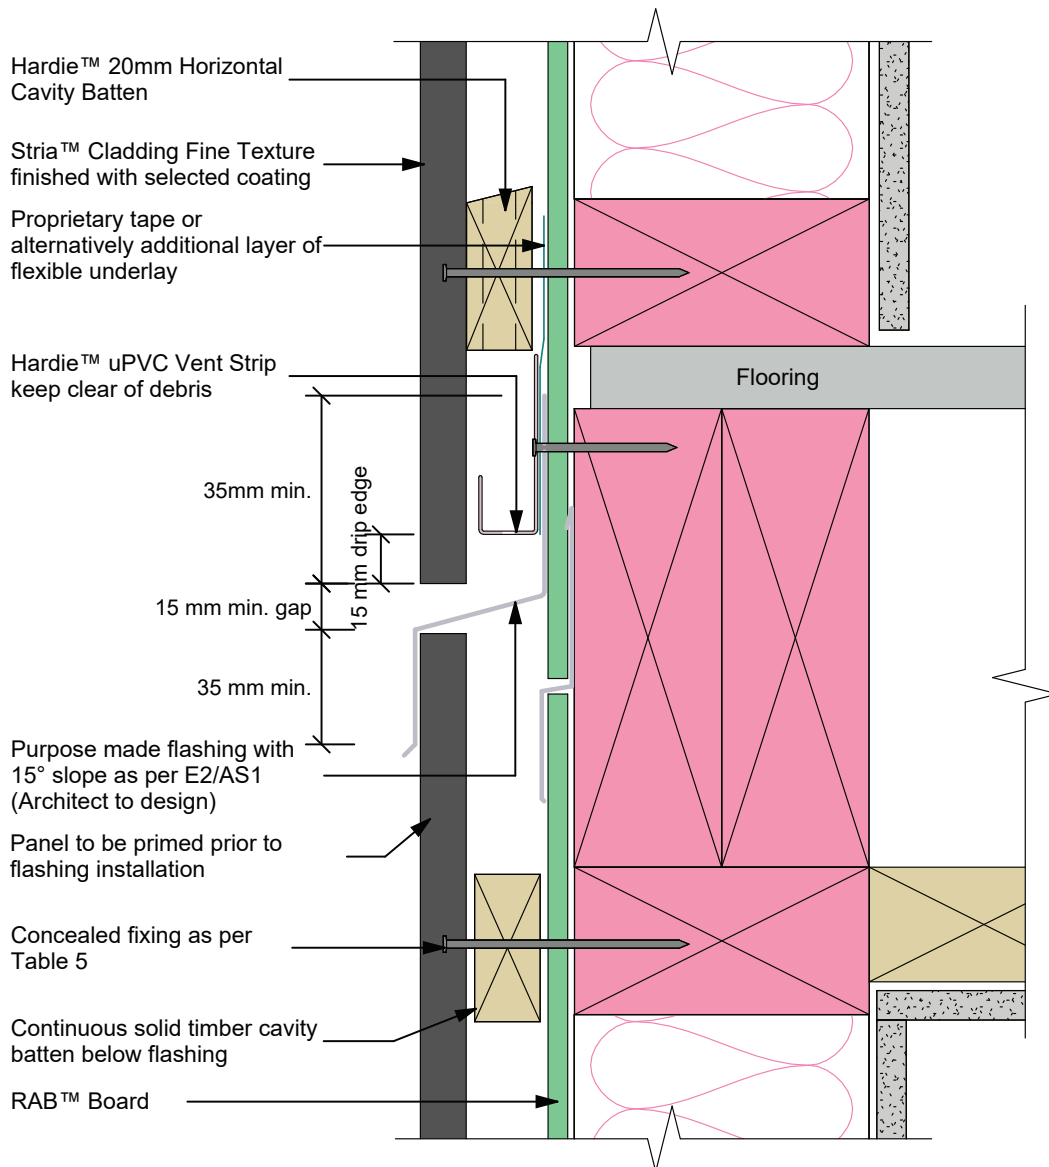 Hardie™ 20mm Horizontal
Cavity Batten
Stria™ Cladding Fine Texture
finished with selected coating
Proprietary tape or
alternatively additional layer of
flexible underlay
Hardie™ uPVC Vent Strip
keep clear of debris
Flooring
35mm min.
15 mm drip edge
15 mm min. gap
35 mm min.
Purpose made flashing with
15° slope as per E2/AS1
(Architect to design)
Panel to be primed prior to
flashing installation
Concealed fixing as per
Table 5
Continuous solid timber cavity
batten below flashing
RAB™ Board